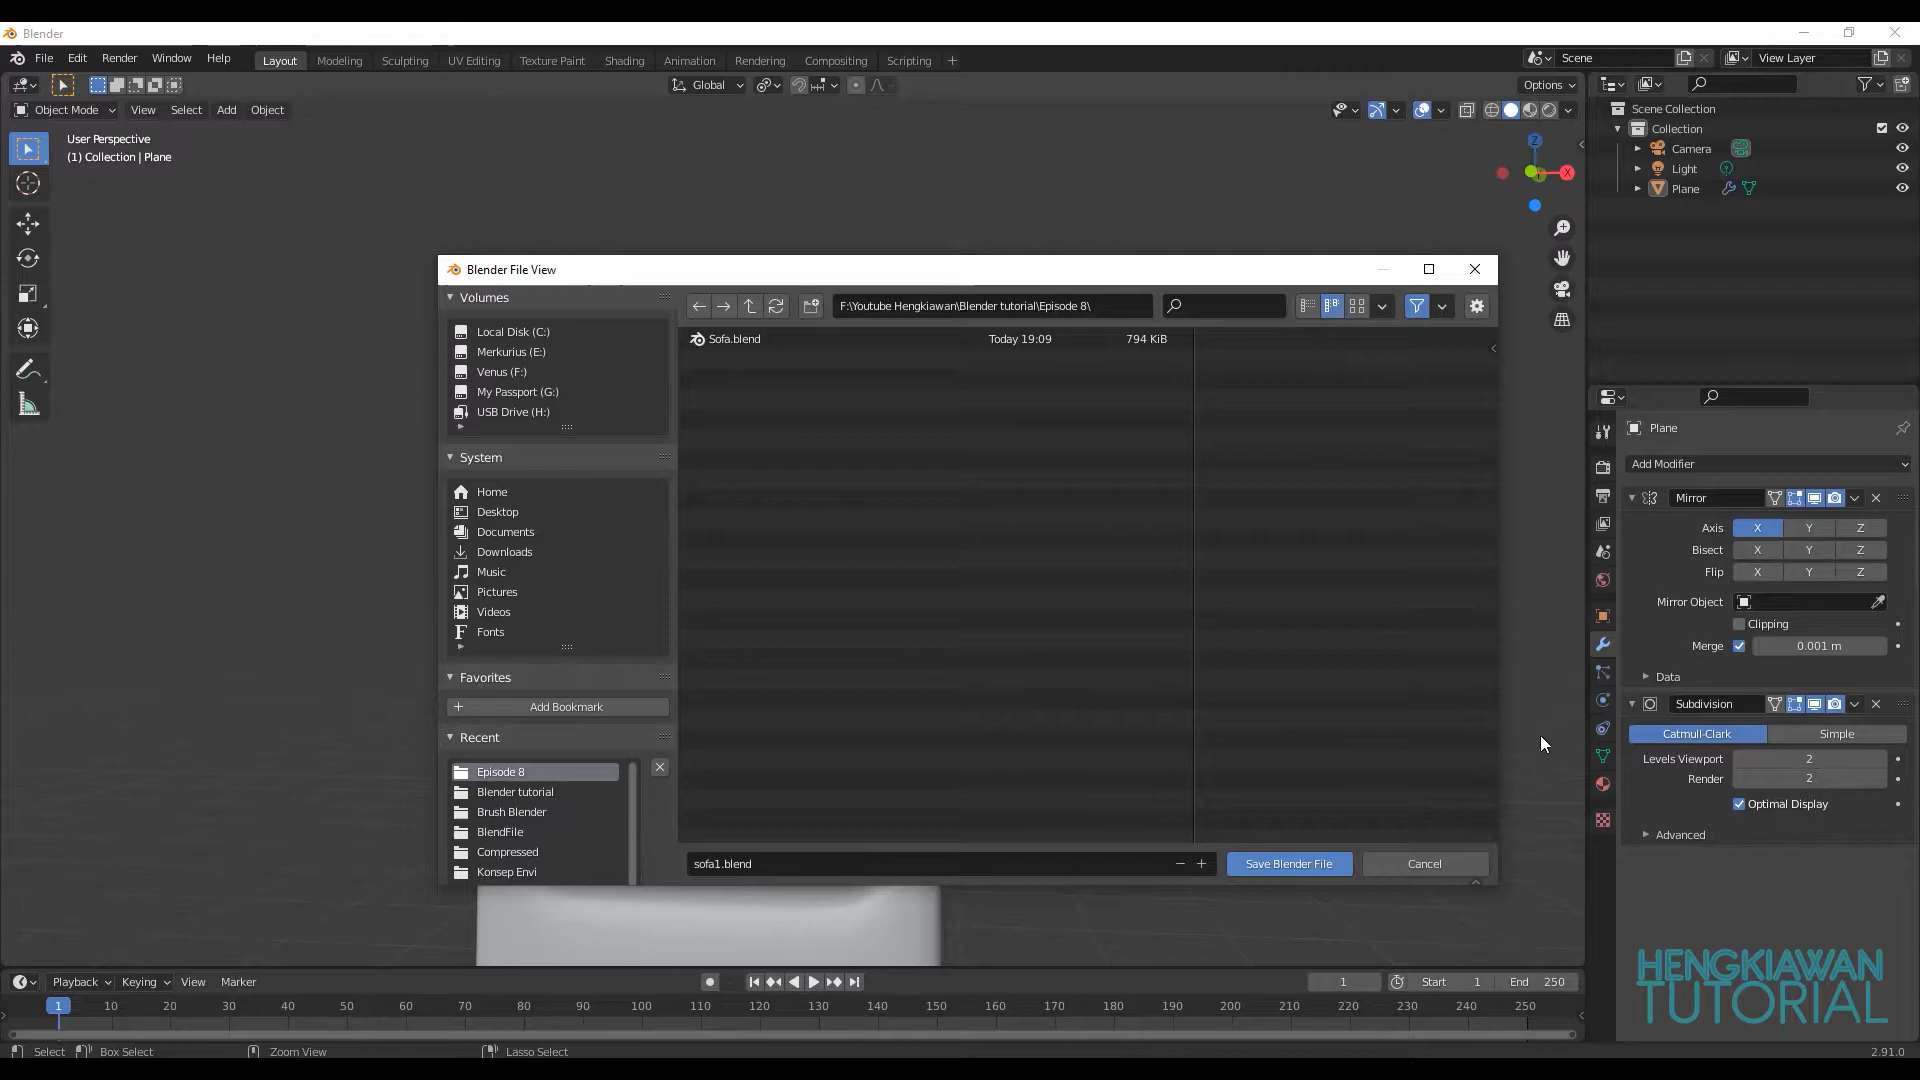 Blender
File Edit Render Window Help
Layout Modeling Sculpting UV Editing Texture Paint Shading Animation Rendering Compositing Scripting +
Scene
View Layer
Global
Options
Object Mode View Select Add Object
User Perspective
(1) Collection | Plane
Z
X
Scene Collection
Collection
Camera
Light
Plane
Blender File View
Volumes
Local Disk (C:)
Merkurius (E:)
Venus (F:)
My Passport (G:)
USB Drive (H:)
System
Home
Desktop
Documents
Downloads
Music
Pictures
Videos
Fonts
Favorites
Add Bookmark
Recent
Episode 8
Blender tutorial
Brush Blender
BlendFile
Compressed
Konsep Envi
F:\Youtube Hengkiawan\Blender tutorial\Episode 8\
Sofa.blend Today 19:09 794 KiB
sofa1.blend
Save Blender File
Cancel
Plane
Add Modifier
Mirror
Axis X Y Z
Bisect X Y Z
Flip X Y Z
Mirror Object
Clipping
Merge 0.001 m
Data
Subdivision
Catmull-Clark Simple
Levels Viewport 2
Render 2
Optimal Display
Advanced
HENGKIAWAN
TUTORIAL
Playback Keying View Marker
1 Start 1 End 250
1 10 20 30 40 50 60 70 80 90 100 110 120 130 140 150 160 170 180 190 200 210 220 230 240 250
Select Box Select Zoom View Lasso Select
2.91.0